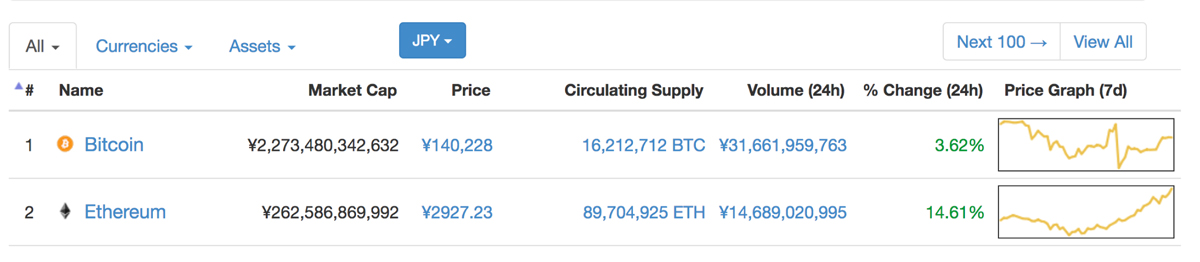 All Currencies Assets JPY Next 100 → View All
# Name Market Cap Price Circulating Supply Volume (24h) % Change (24h) Price Graph (7d)
1 Bitcoin ¥2,273,480,342,632 ¥140,228 16,212,712 BTC ¥31,661,959,763 3.62%
2 Ethereum ¥262,586,869,992 ¥2927.23 89,704,925 ETH ¥14,689,020,995 14.61%